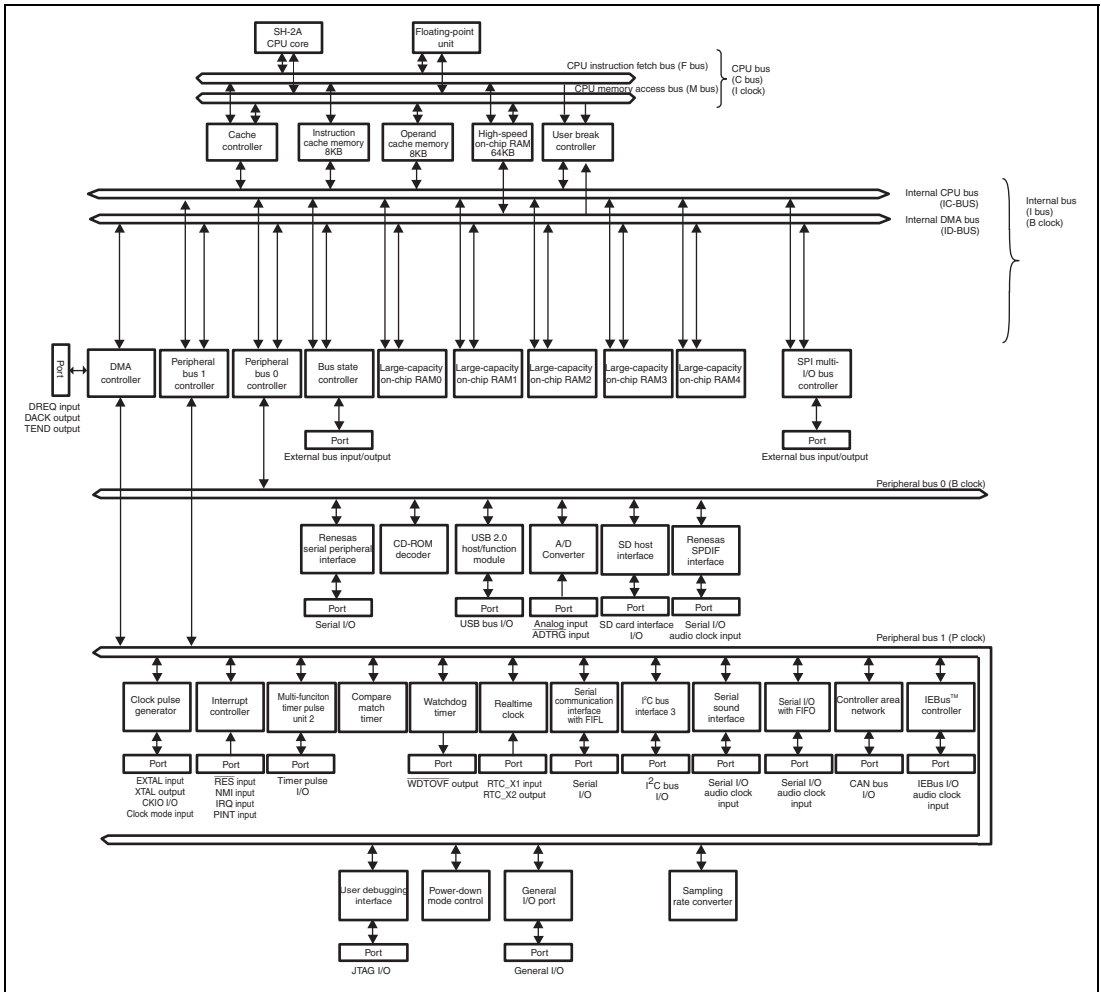 SH-2A
CPU core
Floating-point
unit
CPU instruction fetch bus (F bus)
CPU memory access bus (M bus)
CPU bus
(C bus)
(I clock)
Cache
controller
Instruction
cache memory
8KB
Operand
cache memory
8KB
High-speed
on-chip RAM
64KB
User break
controller
Internal CPU bus
(IC-BUS)
Internal DMA bus
(ID-BUS)
Internal bus
(I bus)
(B clock)
Port
DREQ input
DACK output
TEND output
DMA
controller
Peripheral
bus 1
controller
Peripheral
bus 0
controller
Bus state
controller
Large-capacity
on-chip RAM0
Large-capacity
on-chip RAM1
Large-capacity
on-chip RAM2
Large-capacity
on-chip RAM3
Large-capacity
on-chip RAM4
SPI multi-
I/O bus
controller
Port
External bus input/output
Port
External bus input/output
Peripheral bus 0 (B clock)
Renesas
serial peripheral
interface
CD-ROM
decoder
USB 2.0
host/function
module
A/D
Converter
SD host
interface
Renesas
SPDIF
interface
Port
Serial I/O
Port
USB bus I/O
Port
Analog input
ADTRG input
Port
SD card interface
I/O
Port
Serial I/O
audio clock input
Peripheral bus 1 (P clock)
Clock pulse
generator
Interrupt
controller
Multi-funciton
timer pulse
unit 2
Compare
match
timer
Watchdog
timer
Realtime
clock
Serial
communication
interface
with FIFL
I²C bus
interface 3
Serial
sound
interface
Serial I/O
with FIFO
Controller area
network
IEBus™
controller
Port
EXTAL input
XTAL output
CKIO I/O
Clock mode input
Port
RES input
NMI input
IRQ input
PINT input
Port
Timer pulse
I/O
Port
WDTOVF output
Port
RTC_X1 input
RTC_X2 output
Port
Serial
I/O
Port
I²C bus
I/O
Port
Serial I/O
audio clock
input
Port
Serial I/O
audio clock
input
Port
CAN bus
I/O
Port
IEBus I/O
audio clock
input
User debugging
interface
Power-down
mode control
General
I/O port
Sampling
rate converter
Port
JTAG I/O
Port
General I/O